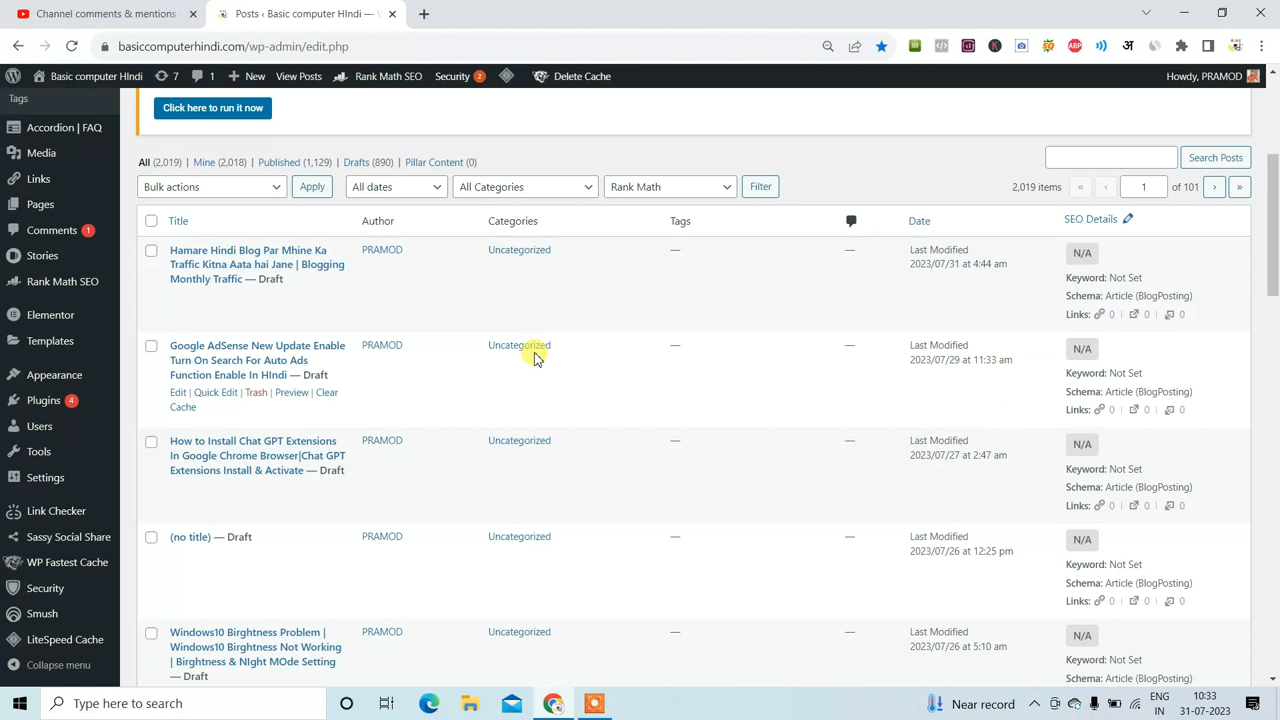 Channel comments & mentions
Posts ‹ Basic computer HIndi —
basiccomputerhindi.com/wp-admin/edit.php
Basic computer Hindi 7 1 New View Posts Rank Math SEO Security 2 Delete Cache Howdy, PRAMOD
Tags
Accordion | FAQ
Media
Links
Pages
Comments 1
Stories
Rank Math SEO
Elementor
Templates
Appearance
Plugins 4
Users
Tools
Settings
Link Checker
Sassy Social Share
WP Fastest Cache
Security
Smush
LiteSpeed Cache
Collapse menu
Click here to run it now
All (2,019) | Mine (2,018) | Published (1,129) | Drafts (890) | Pillar Content (0)
Search Posts
Bulk actions Apply All dates All Categories Rank Math Filter 2,019 items « ‹ 1 of 101 › »
Title Author Categories Tags Date SEO Details
Hamare Hindi Blog Par Mhine Ka
Traffic Kitna Aata hai Jane | Blogging
Monthly Traffic — Draft
PRAMOD
Uncategorized
—
—
Last Modified
2023/07/31 at 4:44 am
N/A
Keyword: Not Set
Schema: Article (BlogPosting)
Links: 0 | 0 | 0
Google AdSense New Update Enable
Turn On Search For Auto Ads
Function Enable In HIndi — Draft
Edit | Quick Edit | Trash | Preview | Clear
Cache
PRAMOD
Uncategorized
—
—
Last Modified
2023/07/29 at 11:33 am
N/A
Keyword: Not Set
Schema: Article (BlogPosting)
Links: 0 | 0 | 0
How to Install Chat GPT Extensions
In Google Chrome Browser|Chat GPT
Extensions Install & Activate — Draft
PRAMOD
Uncategorized
—
—
Last Modified
2023/07/27 at 2:47 am
N/A
Keyword: Not Set
Schema: Article (BlogPosting)
Links: 0 | 0 | 0
(no title) — Draft
PRAMOD
Uncategorized
—
—
Last Modified
2023/07/26 at 12:25 pm
N/A
Keyword: Not Set
Schema: Article (BlogPosting)
Links: 0 | 0 | 0
Windows10 Birghtness Problem |
Windows10 Birghtness Not Working
| Birghtness & NIght MOde Setting
— Draft
PRAMOD
Uncategorized
—
—
Last Modified
2023/07/26 at 5:10 am
N/A
Keyword: Not Set
Schema: Article (BlogPosting)
Type here to search
Near record
ENG
IN
10:33
31-07-2023